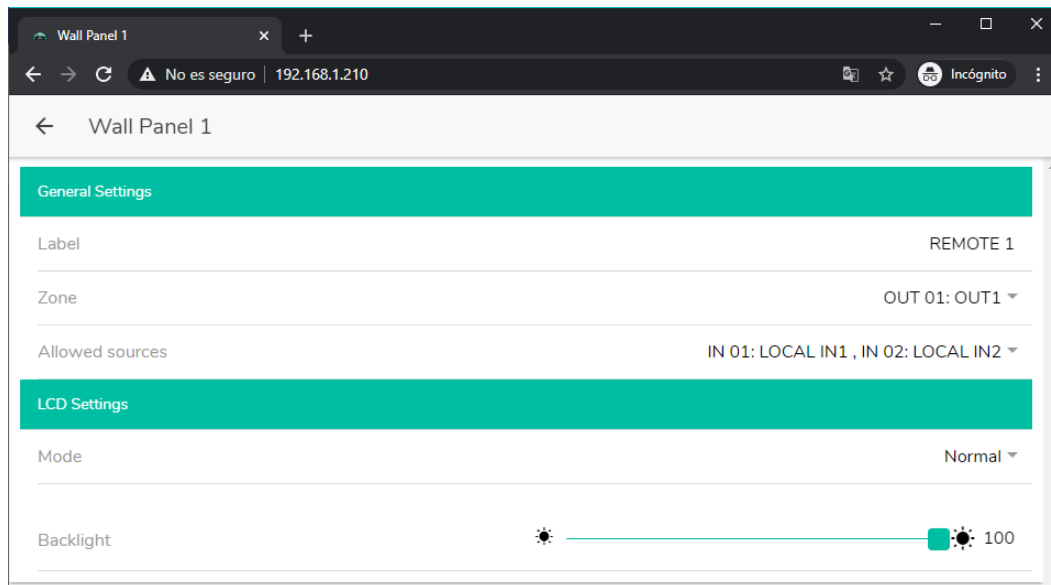 Wall Panel 1
No es seguro | 192.168.1.210 Incógnito
Wall Panel 1
General Settings
Label REMOTE 1
Zone OUT 01: OUT1
Allowed sources IN 01: LOCAL IN1 , IN 02: LOCAL IN2
LCD Settings
Mode Normal
Backlight 100